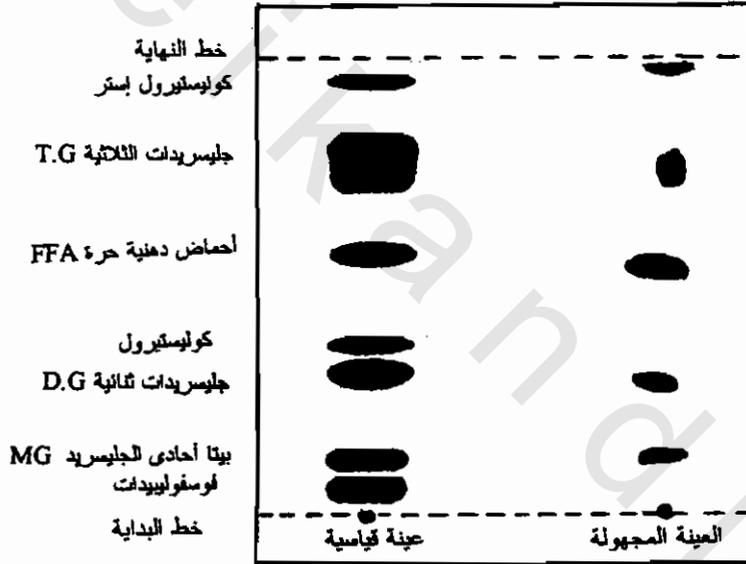 خط النهاية
كوليستيرول إستر
جليسريدات الثلاثية T.G
أحماض دهنية حرة FFA
كوليستيرول
جليسريدات ثنائية D.G
بيتا أحادى الجليسريد MG
فوسفوليبيدات
خط البداية
عينة قياسية
العينة المجهولة